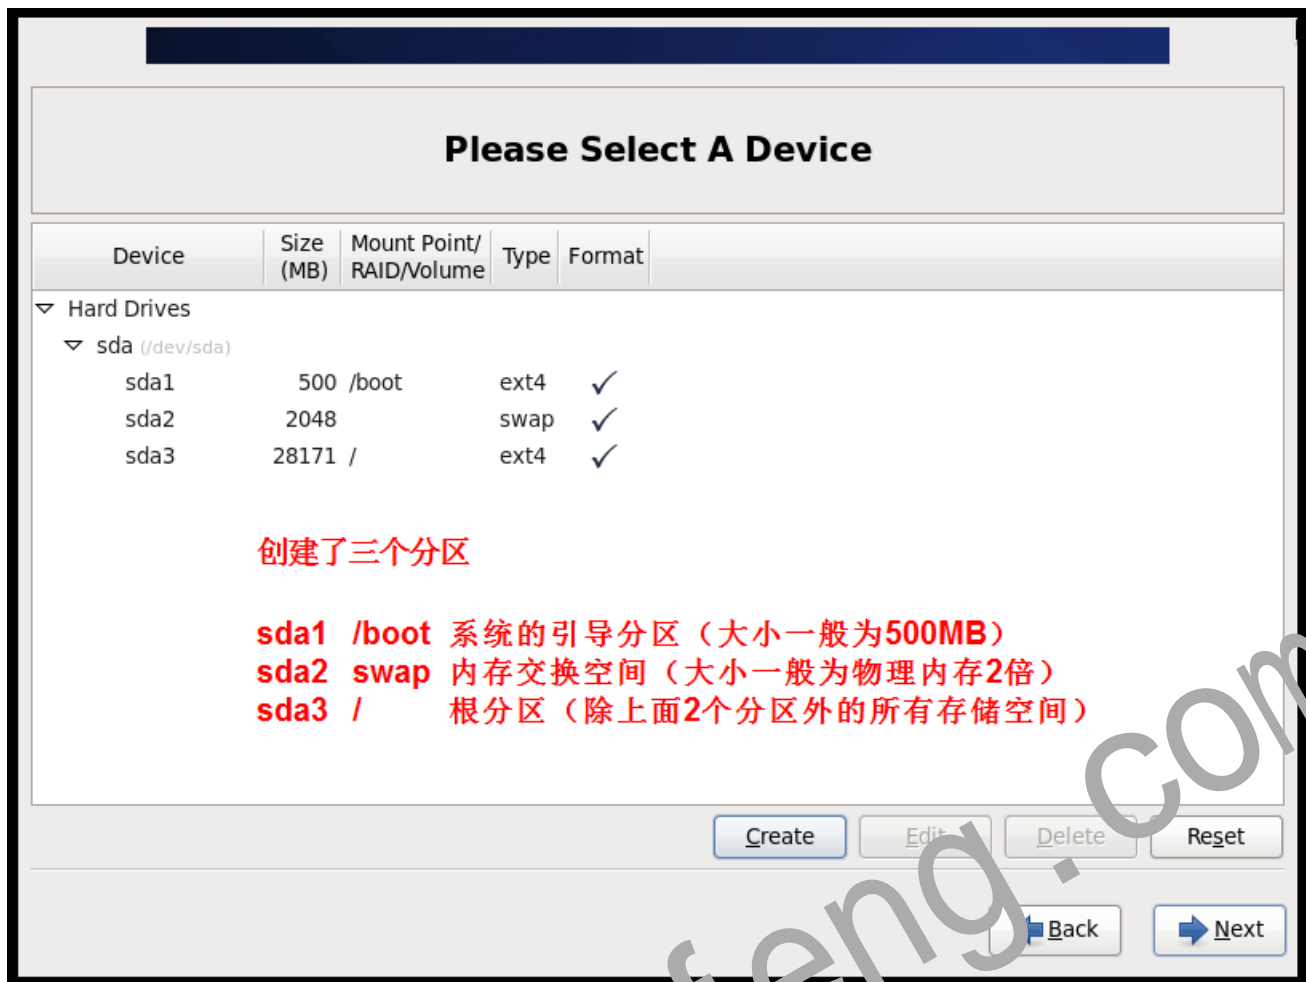 Please Select A Device
Device Size (MB) Mount Point/ RAID/Volume Type Format
Hard Drives
sda (/dev/sda)
sda1 500 /boot ext4
sda2 2048 swap
sda3 28171 / ext4
创建了三个分区
sda1 /boot 系统的引导分区（大小一般为500MB）
sda2 swap 内存交换空间（大小一般为物理内存2倍）
sda3 / 根分区（除上面2个分区外的所有存储空间）
Create Edit Delete Reset
Back Next
feng.com